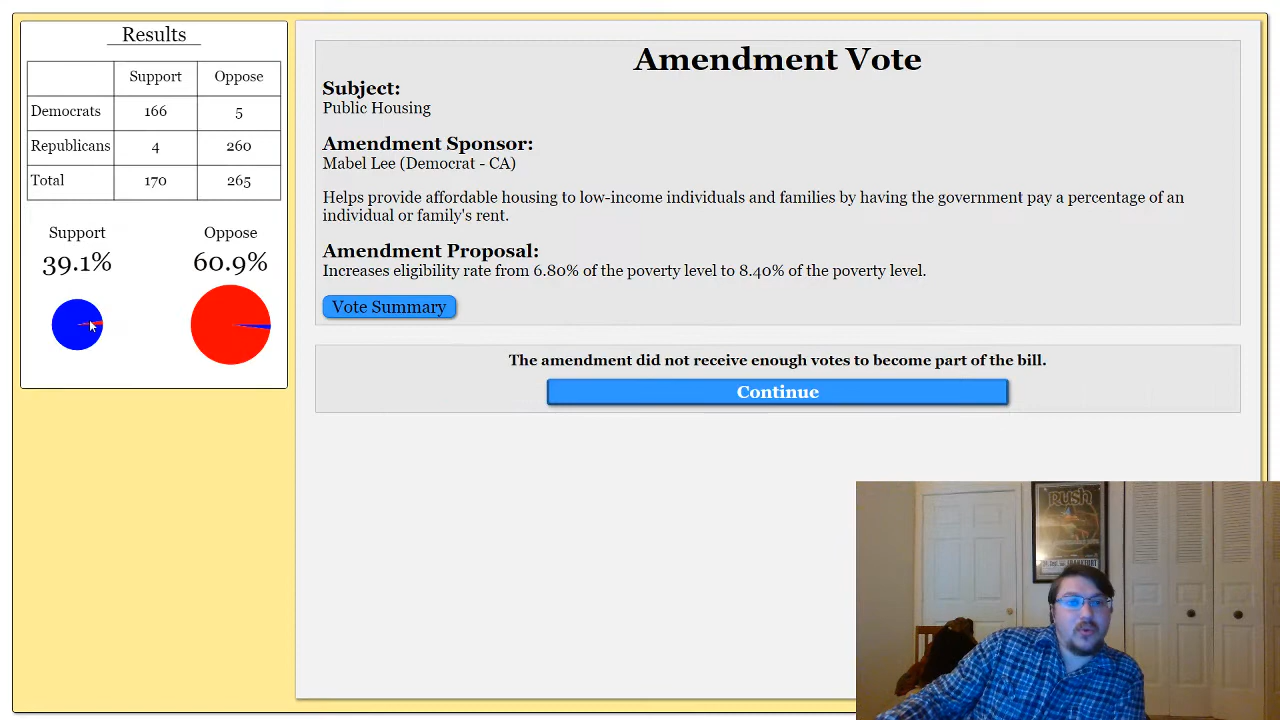 Results
Support Oppose
Democrats 166 5
Republicans 4 260
Total 170 265
Support Oppose
39.1% 60.9%
Amendment Vote
Subject:
Public Housing
Amendment Sponsor:
Mabel Lee (Democrat - CA)
Helps provide affordable housing to low-income individuals and families by having the government pay a percentage of an
individual or family's rent.
Amendment Proposal:
Increases eligibility rate from 6.80% of the poverty level to 8.40% of the poverty level.
Vote Summary
The amendment did not receive enough votes to become part of the bill.
Continue
RUSH